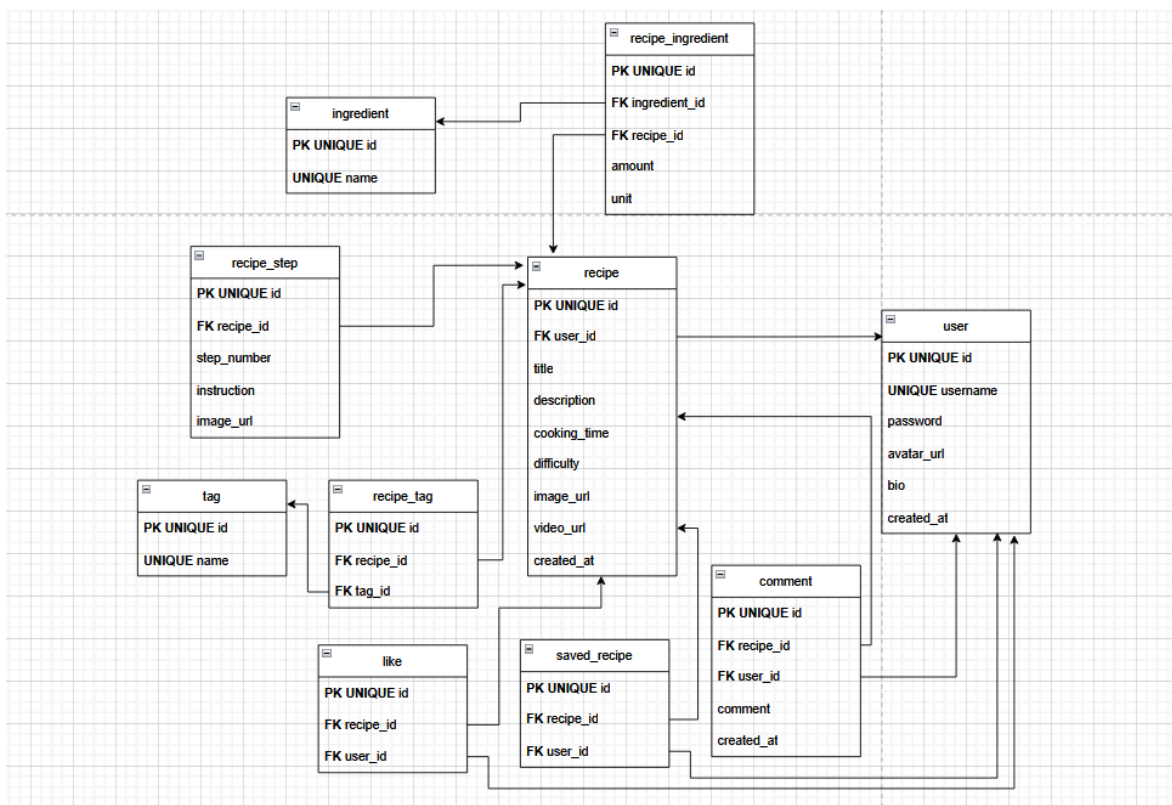 recipe_ingredient
PK UNIQUE id
FK ingredient_id
FK recipe_id
amount
unit
ingredient
PK UNIQUE id
UNIQUE name
recipe_step
PK UNIQUE id
FK recipe_id
step_number
instruction
image_url
recipe
PK UNIQUE id
FK user_id
title
description
cooking_time
difficulty
image_url
video_url
created_at
user
PK UNIQUE id
UNIQUE username
password
avatar_url
bio
created_at
tag
PK UNIQUE id
UNIQUE name
recipe_tag
PK UNIQUE id
FK recipe_id
FK tag_id
comment
PK UNIQUE id
FK recipe_id
FK user_id
comment
created_at
like
PK UNIQUE id
FK recipe_id
FK user_id
saved_recipe
PK UNIQUE id
FK recipe_id
FK user_id